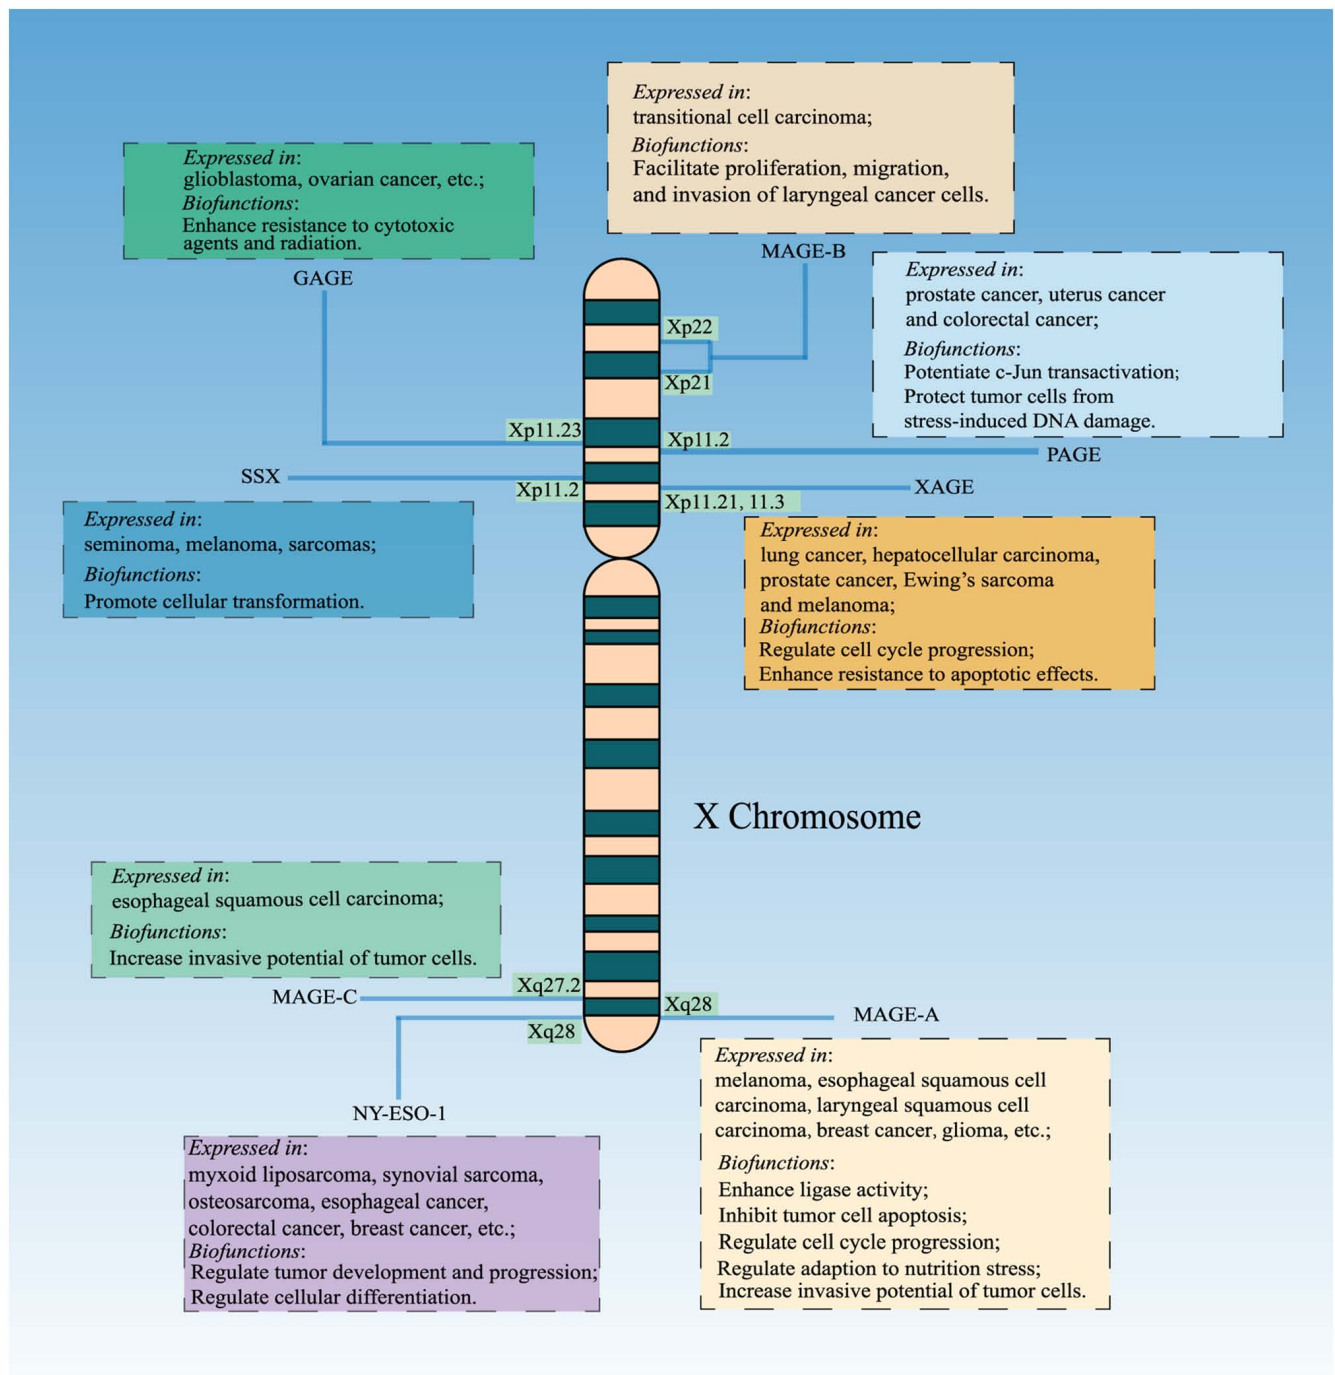 Expressed in:
transitional cell carcinoma;
Biofunctions:
Facilitate proliferation, migration,
and invasion of laryngeal cancer cells.
MAGE-B
Expressed in:
glioblastoma, ovarian cancer, etc.;
Biofunctions:
Enhance resistance to cytotoxic
agents and radiation.
GAGE
Expressed in:
prostate cancer, uterus cancer
and colorectal cancer;
Biofunctions:
Potentiate c-Jun transactivation;
Protect tumor cells from
stress-induced DNA damage.
PAGE
Xp22
Xp21
Xp11.23
Xp11.2
SSX
Xp11.2
XAGE
Xp11.21, 11.3
Expressed in:
seminoma, melanoma, sarcomas;
Biofunctions:
Promote cellular transformation.
Expressed in:
lung cancer, hepatocellular carcinoma,
prostate cancer, Ewing’s sarcoma
and melanoma;
Biofunctions:
Regulate cell cycle progression;
Enhance resistance to apoptotic effects.
X Chromosome
Expressed in:
esophageal squamous cell carcinoma;
Biofunctions:
Increase invasive potential of tumor cells.
Xq27.2
MAGE-C
Xq28
MAGE-A
Xq28
NY-ESO-1
Expressed in:
myxoid liposarcoma, synovial sarcoma,
osteosarcoma, esophageal cancer,
colorectal cancer, breast cancer, etc.;
Biofunctions:
Regulate tumor development and progression;
Regulate cellular differentiation.
Expressed in:
melanoma, esophageal squamous cell
carcinoma, laryngeal squamous cell
carcinoma, breast cancer, glioma, etc.;
Biofunctions:
Enhance ligase activity;
Inhibit tumor cell apoptosis;
Regulate cell cycle progression;
Regulate adaption to nutrition stress;
Increase invasive potential of tumor cells.